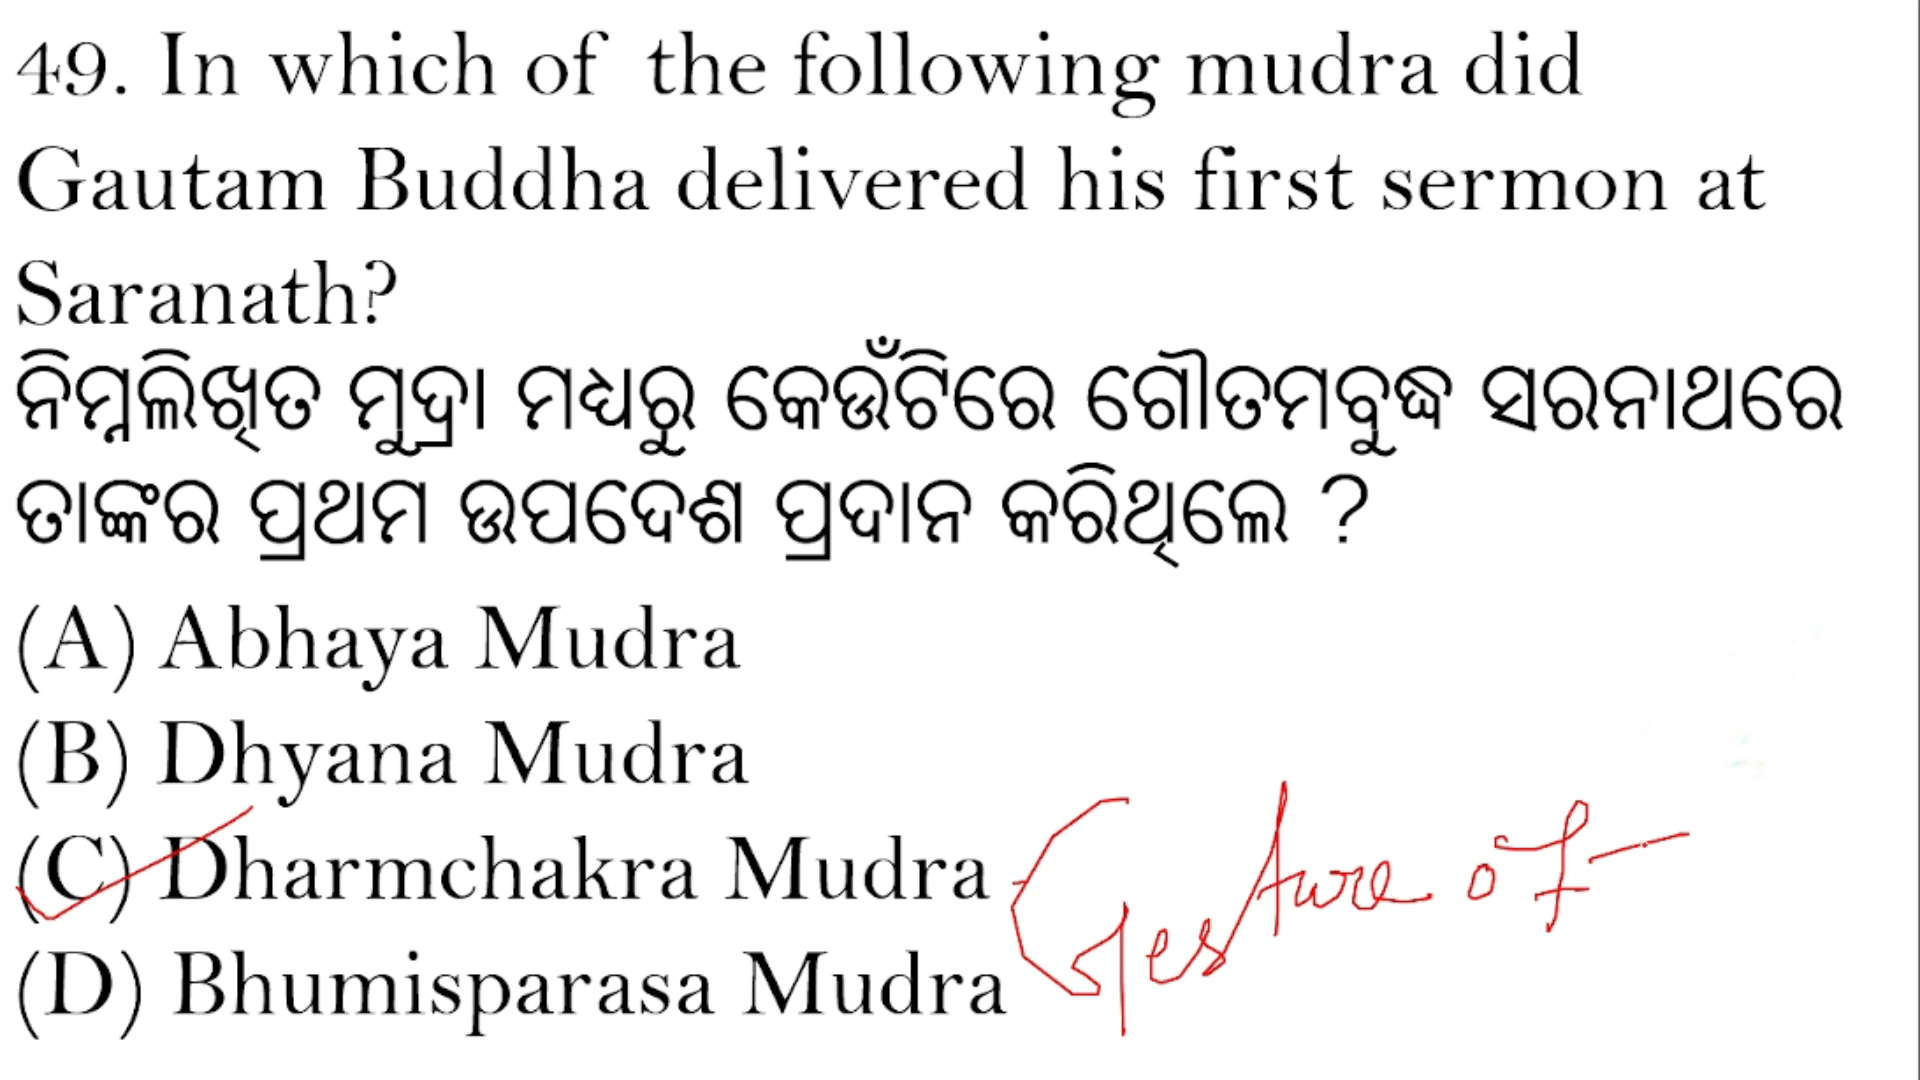 49. In which of the following mudra did
Gautam Buddha delivered his first sermon at
Saranath?
ନିମ୍ନଲିଖିତ ମୁଦ୍ରା ମଧ୍ୟରୁ କେଉଁଟିରେ ଗୌତମବୁଦ୍ଧ ସରନାଥରେ
ତାଙ୍କର ପ୍ରଥମ ଉପଦେଶ ପ୍ରଦାନ କରିଥିଲେ ?
(A) Abhaya Mudra
(B) Dhyana Mudra
(C) Dharmchakra Mudra
Gesture of
(D) Bhumisparasa Mudra